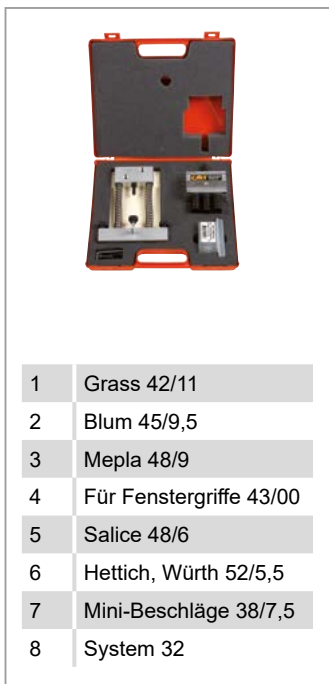 1 Grass 42/11
2 Blum 45/9,5
3 Mepla 48/9
4 Für Fenstergriffe 43/00
5 Salice 48/6
6 Hettich, Würth 52/5,5
7 Mini-Beschläge 38/7,5
8 System 32